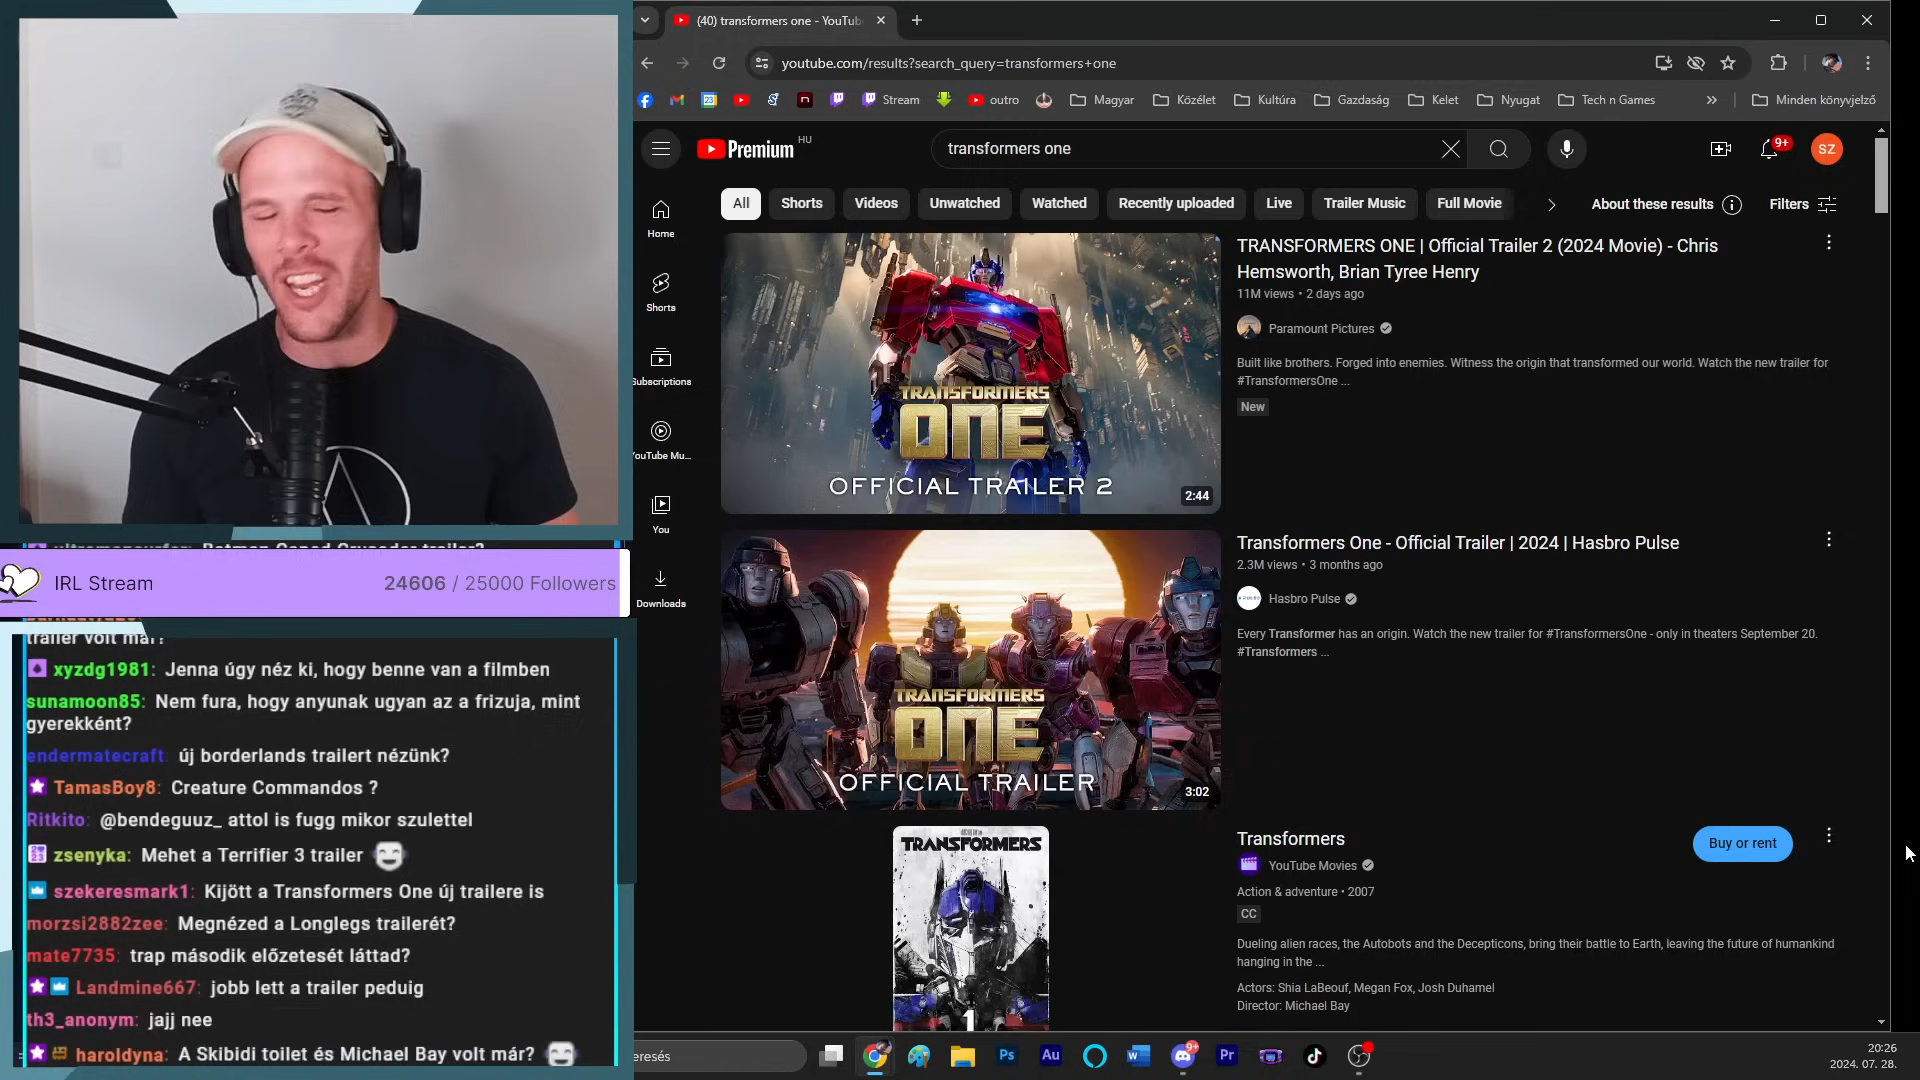 (40) transformers one - YouTub
youtube.com/results?search_query=transformers+one
Stream
outro
Magyar
Közélet
Kultúra
Gazdaság
Kelet
Nyugat
Tech n Games
»
Minden könyvjelző
Premium HU
transformers one
9+
SZ
All
Shorts
Videos
Unwatched
Watched
Recently uploaded
Live
Trailer Music
Full Movie
About these results
Filters
Home
Shorts
Subscriptions
YouTube Mu...
You
Downloads
TRANSFORMERS
ONE
OFFICIAL TRAILER 2
2:44
TRANSFORMERS ONE | Official Trailer 2 (2024 Movie) - Chris
Hemsworth, Brian Tyree Henry
11M views • 2 days ago
Paramount Pictures
Built like brothers. Forged into enemies. Witness the origin that transformed our world. Watch the new trailer for
#TransformersOne ...
New
TRANSFORMERS
ONE
OFFICIAL TRAILER
3:02
Transformers One - Official Trailer | 2024 | Hasbro Pulse
2.3M views • 3 months ago
Hasbro Pulse
Every Transformer has an origin. Watch the new trailer for #TransformersOne - only in theaters September 20.
#Transformers ...
TRANSFORMERS
1
Transformers
YouTube Movies
Action & adventure • 2007
CC
Dueling alien races, the Autobots and the Decepticons, bring their battle to Earth, leaving the future of humankind
hanging in the ...
Actors: Shia LaBeouf, Megan Fox, Josh Duhamel
Director: Michael Bay
Buy or rent
IRL Stream
24606 / 25000 Followers
trailer volt már?
xyzdg1981: Jenna úgy néz ki, hogy benne van a filmben
sunamoon85: Nem fura, hogy anyunak ugyan az a frizuja, mint
gyerekként?
endermatecraft: új borderlands trailert nézünk?
TamasBoy8: Creature Commandos ?
Ritkito: @bendeguuz_ attol is fugg mikor szulettel
zsenyka: Mehet a Terrifier 3 trailer
szekeresmark1: Kijött a Transformers One új trailere is
morzsi2882zee: Megnézed a Longlegs trailerét?
mate7735: trap második előzetesét láttad?
Landmine667: jobb lett a trailer peduig
th3_anonym: jajj nee
haroldyna: A Skibidi toilet és Michael Bay volt már?
eresés
Ps
Au
9+
Pr
20:26
2024. 07. 28.